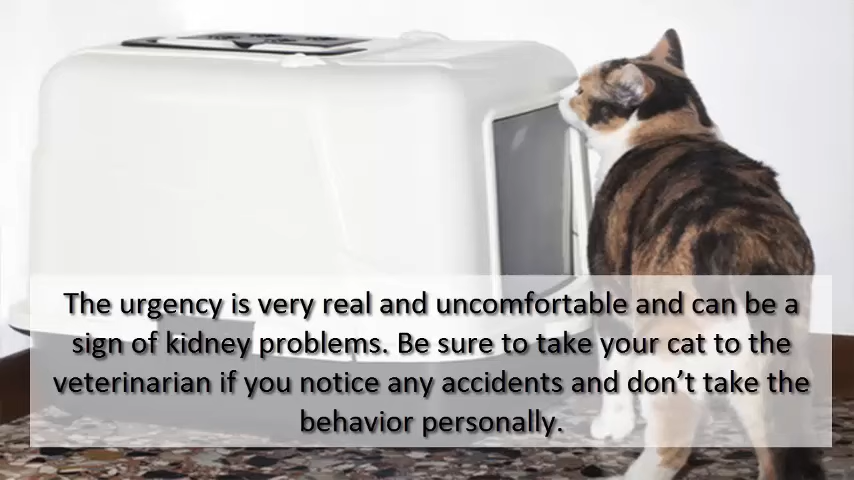 The urgency is very real and uncomfortable and can be a
sign of kidney problems. Be sure to take your cat to the
veterinarian if you notice any accidents and don’t take the
behavior personally.